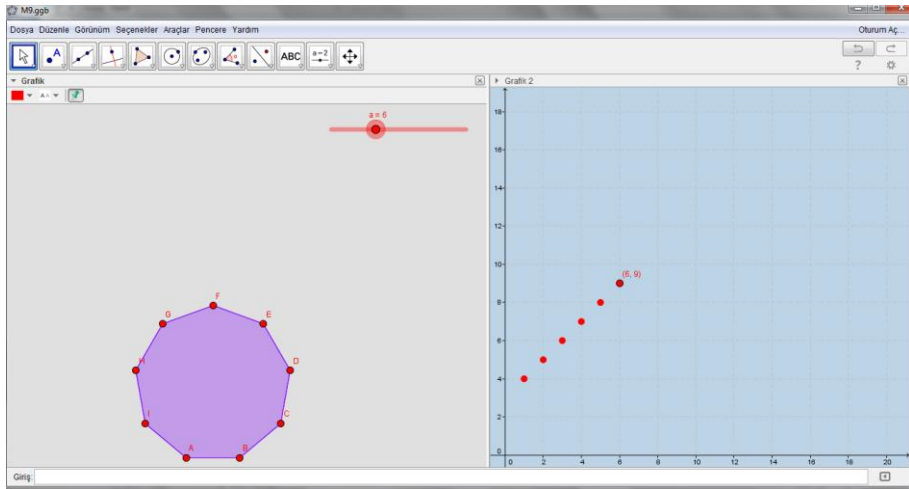 M9.ggb
Dosya Düzenle Görünüm Seçenekler Araçlar Pencere Yardım Oturum Aç...
A ABC a=2
Grafik
Grafik 2
a = 6
18
16
14
12
10
8
6
4
2
0
0 2 4 6 8 10 12 14 16 18 20
(6, 9)
F
G E
H D
I C
A B
Giriş